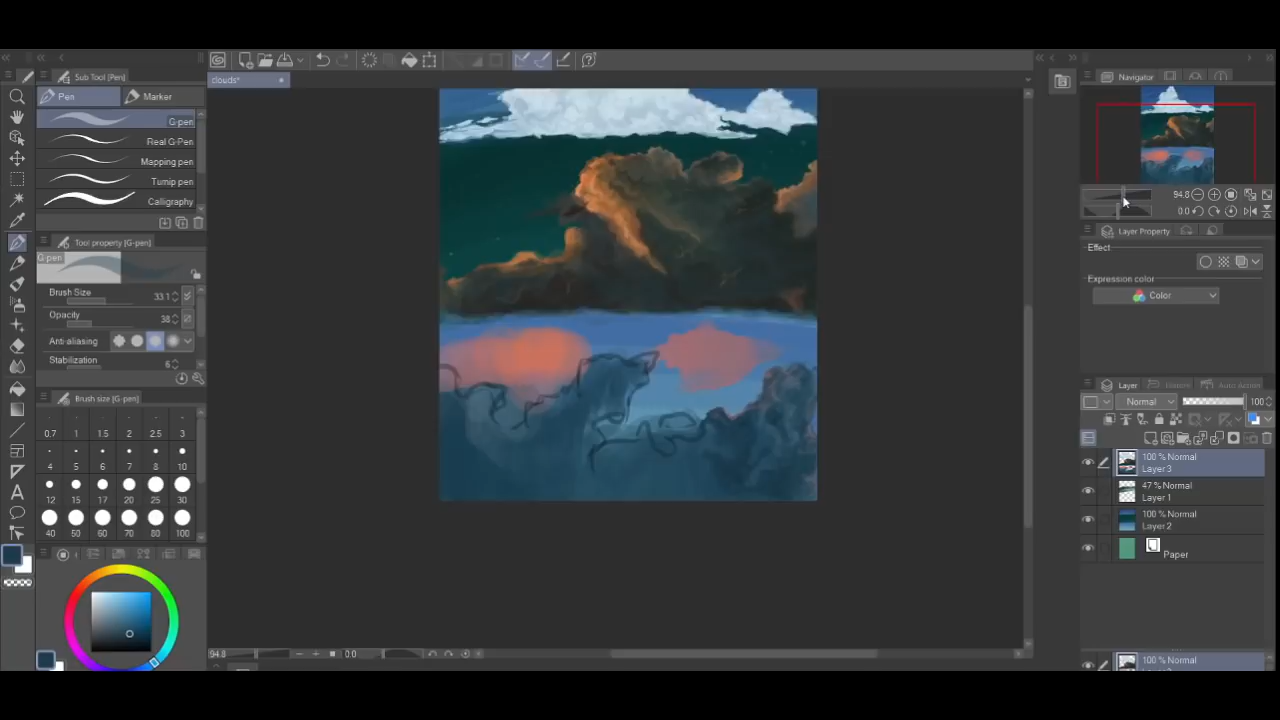 Sub Tool [Pen]
Pen
Marker
G-pen
Real G-Pen
Mapping pen
Turnip pen
Calligraphy
Tool property [G-pen]
G-pen
Brush Size 33.1
Opacity 38
Anti-aliasing
Stabilization 6
Brush size [G-pen]
0.7 1 1.5 2 2.5 3
4 5 6 7 8 10
12 15 17 20 25 30
40 50 60 70 80 100
clouds*
94.8
0.0
Navigator
94.8
0.0
Layer Property
Effect
Expression color
Color
Layer
Auto Action
Normal 100
100 % Normal
Layer 3
47 % Normal
Layer 1
100 % Normal
Layer 2
Paper
100 % Normal